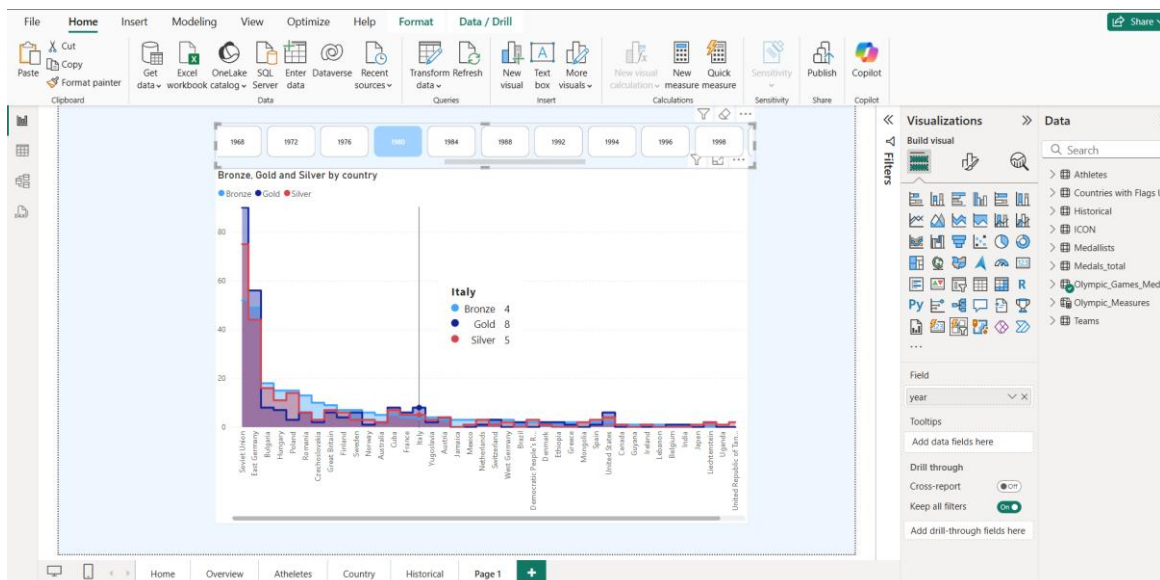 File Home Insert Modeling View Optimize Help Format Data / Drill Share
Paste
Cut
Copy
Format painter
Clipboard
Get data
Excel workbook
OneLake catalog
SQL Server
Enter data
Dataverse
Recent sources
Data
Transform data
Refresh
Queries
New visual
Text box
More visuals
Insert
New visual calculation
New measure
Quick measure
Calculations
Sensitivity
Sensitivity
Publish
Share
Copilot
Copilot
1968 1972 1976 1980 1984 1988 1992 1994 1996 1998
Bronze, Gold and Silver by country
Bronze Gold Silver
80
60
40
20
0
Italy
Bronze 4
Gold 8
Silver 5
Soviet Union
East Germany
Bulgaria
Hungary
Poland
Romania
Czechoslovakia
Great Britain
Finland
Sweden
Norway
Australia
Cuba
France
Italy
Yugoslavia
Austria
Jamaica
Mexico
Netherlands
Switzerland
West Germany
Brazil
Democratic People's R...
Denmark
Ethiopia
Greece
Mongolia
Spain
United States
Canada
Guyana
Ireland
Lebanon
Belgium
India
Japan
Liechtenstein
Uganda
United Republic of Tan...
Filters
Visualizations
Build visual
R
Py
123
...
Field
year
Tooltips
Add data fields here
Drill through
Cross-report Off
Keep all filters On
Add drill-through fields here
Data
Search
Athletes
Countries with Flags U
Historical
ICON
Medallists
Medals_total
Olympic_Games_Med
Olympic_Measures
Teams
Home Overview Atheletes Country Historical Page 1 +